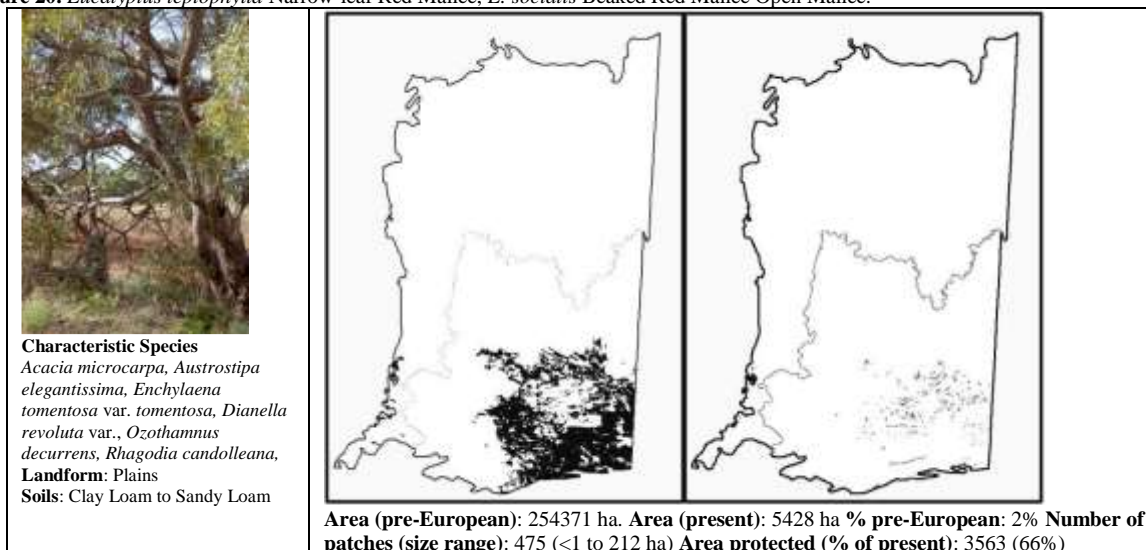 Eucalyptus leptophylla Narrow-leaf Red Mallee, E. socialis Beaked Red Mallee Open Mallee.
Characteristic Species
Acacia microcarpa, Austrostipa
elegantissima, Enchylaena
tomentosa var. tomentosa, Dianella
revoluta var., Ozothamnus
decurrens, Rhagodia candolleana,
Landform: Plains
Soils: Clay Loam to Sandy Loam
Area (pre-European): 254371 ha. Area (present): 5428 ha % pre-European: 2% Number of
patches (size range): 475 (<1 to 212 ha) Area protected (% of present): 3563 (66%)